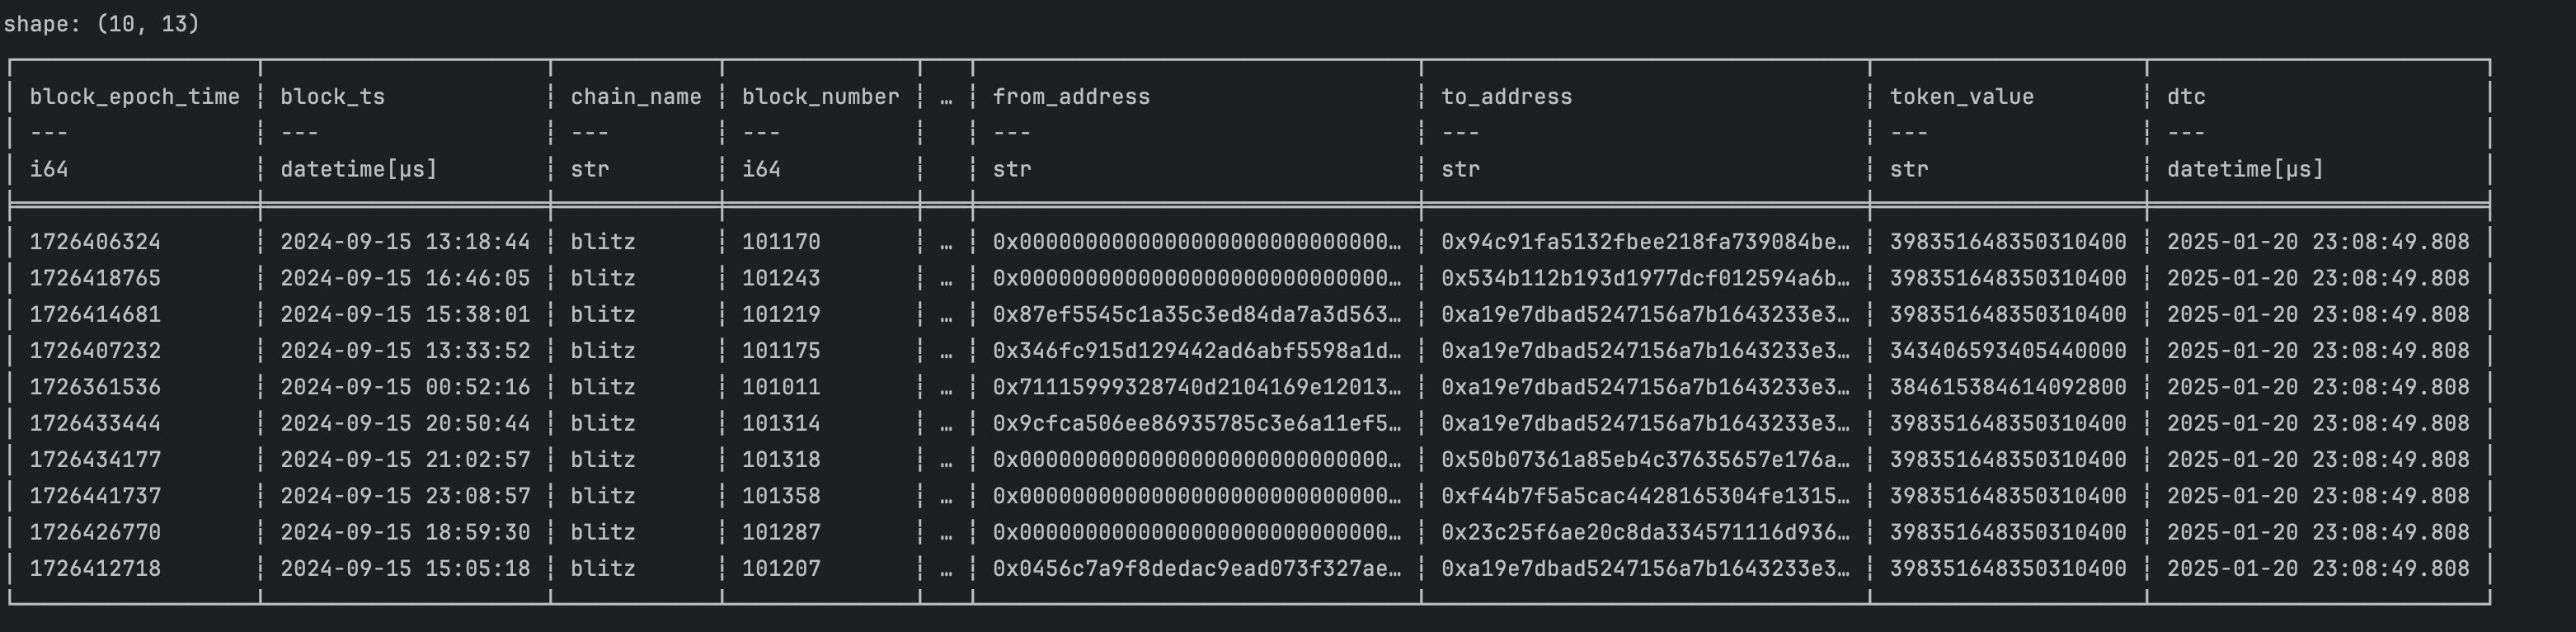 shape: (10, 13)
block_epoch_time ┆ block_ts ┆ chain_name ┆ block_number ┆ … ┆ from_address ┆ to_address ┆ token_value ┆ dtc
--- ┆ --- ┆ --- ┆ --- ┆ ┆ --- ┆ --- ┆ --- ┆ ---
i64 ┆ datetime[μs] ┆ str ┆ i64 ┆ ┆ str ┆ str ┆ str ┆ datetime[μs]
1726406324 ┆ 2024-09-15 13:18:44 ┆ blitz ┆ 101170 ┆ … ┆ 0x0000000000000000000000000000… ┆ 0x94c91fa5132fbee218fa739084be… ┆ 398351648350310400 ┆ 2025-01-20 23:08:49.808
1726418765 ┆ 2024-09-15 16:46:05 ┆ blitz ┆ 101243 ┆ … ┆ 0x0000000000000000000000000000… ┆ 0x534b112b193d1977dcf012594a6b… ┆ 398351648350310400 ┆ 2025-01-20 23:08:49.808
1726414681 ┆ 2024-09-15 15:38:01 ┆ blitz ┆ 101219 ┆ … ┆ 0x87ef5545c1a35c3ed84da7a3d563… ┆ 0xa19e7dbad5247156a7b1643233e3… ┆ 398351648350310400 ┆ 2025-01-20 23:08:49.808
1726407232 ┆ 2024-09-15 13:33:52 ┆ blitz ┆ 101175 ┆ … ┆ 0x346fc915d129442ad6abf5598a1d… ┆ 0xa19e7dbad5247156a7b1643233e3… ┆ 343406593405440000 ┆ 2025-01-20 23:08:49.808
1726361536 ┆ 2024-09-15 00:52:16 ┆ blitz ┆ 101011 ┆ … ┆ 0x71115999328740d2104169e12013… ┆ 0xa19e7dbad5247156a7b1643233e3… ┆ 384615384614092800 ┆ 2025-01-20 23:08:49.808
1726433444 ┆ 2024-09-15 20:50:44 ┆ blitz ┆ 101314 ┆ … ┆ 0x9cfca506ee86935785c3e6a11ef5… ┆ 0xa19e7dbad5247156a7b1643233e3… ┆ 398351648350310400 ┆ 2025-01-20 23:08:49.808
1726434177 ┆ 2024-09-15 21:02:57 ┆ blitz ┆ 101318 ┆ … ┆ 0x0000000000000000000000000000… ┆ 0x50b07361a85eb4c37635657e176a… ┆ 398351648350310400 ┆ 2025-01-20 23:08:49.808
1726441737 ┆ 2024-09-15 23:08:57 ┆ blitz ┆ 101358 ┆ … ┆ 0x0000000000000000000000000000… ┆ 0xf44b7f5a5cac4428165304fe1315… ┆ 398351648350310400 ┆ 2025-01-20 23:08:49.808
1726426770 ┆ 2024-09-15 18:59:30 ┆ blitz ┆ 101287 ┆ … ┆ 0x0000000000000000000000000000… ┆ 0x23c25f6ae20c8da334571116d936… ┆ 398351648350310400 ┆ 2025-01-20 23:08:49.808
1726412718 ┆ 2024-09-15 15:05:18 ┆ blitz ┆ 101207 ┆ … ┆ 0x0456c7a9f8dedac9ead073f327ae… ┆ 0xa19e7dbad5247156a7b1643233e3… ┆ 398351648350310400 ┆ 2025-01-20 23:08:49.808